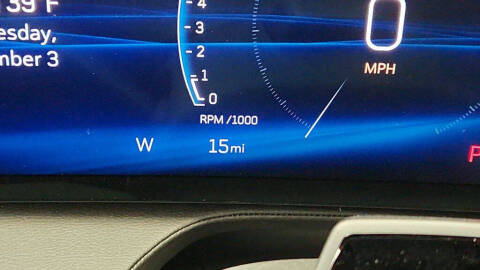 39 F
esday,
mber 3
4
3
2
1
0
RPM /1000
0
MPH
W
15mi
P